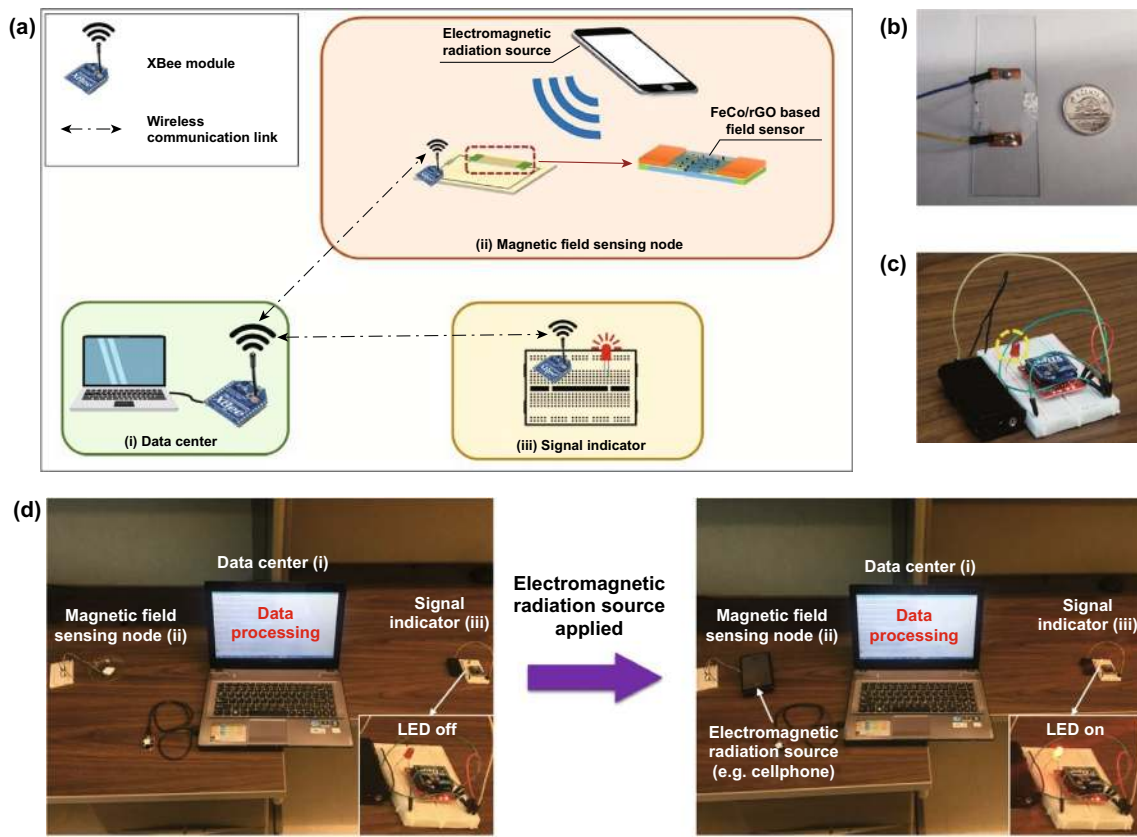 (a)
XBee module
Wireless
communication link
Electromagnetic
radiation source
FeCo/rGO based
field sensor
(ii) Magnetic field sensing node
XBee
(i) Data center
XBee
(iii) Signal indicator
(b)
(c)
(d)
Data center (i)
Magnetic field
sensing node (ii)
Data
processing
Signal
indicator (iii)
LED off
Electromagnetic
radiation source
applied
Data center (i)
Magnetic field
sensing node (ii)
Data
processing
Signal
indicator (iii)
Electromagnetic
radiation source
(e.g. cellphone)
LED on